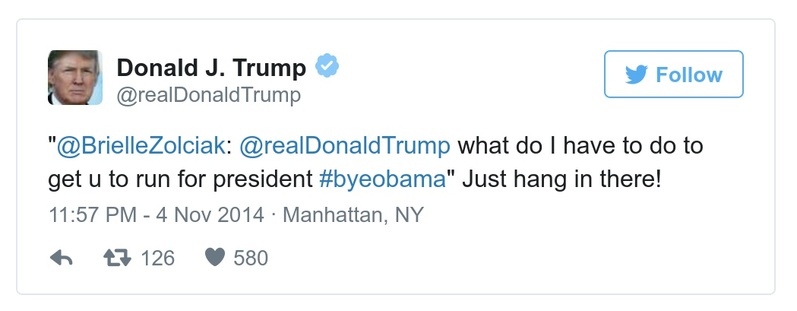 Donald J. Trump
@realDonaldTrump
Follow
"@BrielleZolciak: @realDonaldTrump what do I have to do to
get u to run for president #byeobama" Just hang in there!
11:57 PM - 4 Nov 2014 · Manhattan, NY
126 580